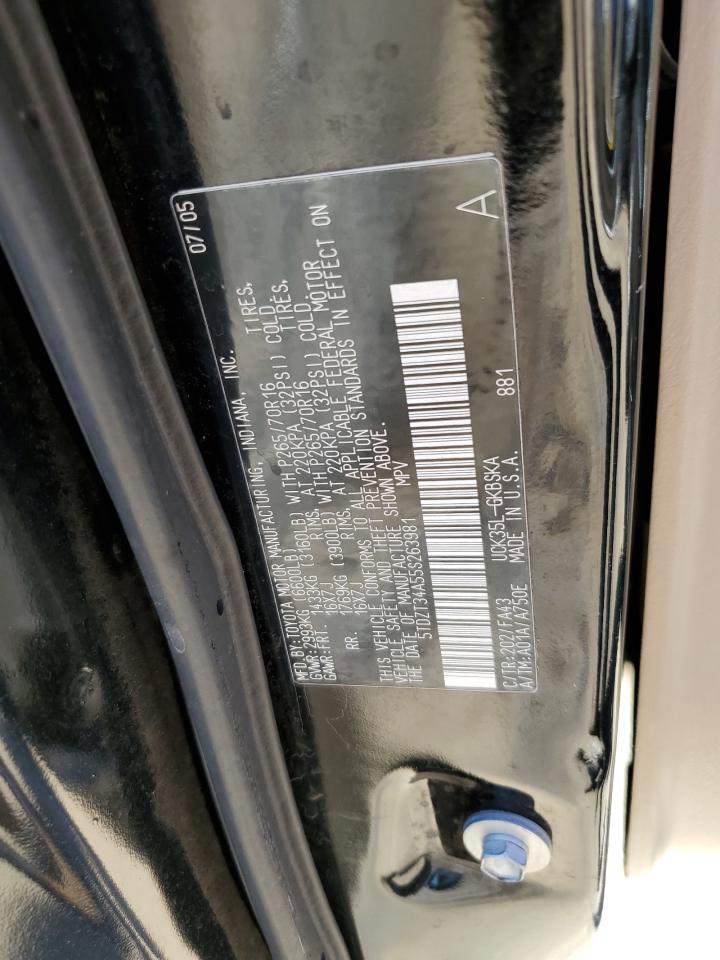 MFD.BY:TOYOTA MOTOR MANUFACTURING, INDIANA, INC. 07/05
GVWR:2993KG(6600LB)
GAWR:FRT. 1433KG (3160LB) WITH P265/70R16 TIRES,
16X7J RIMS, AT 220KPA (32PSI) COLD.
RR. 1769KG (3900LB) WITH P265/70R16 TIRES,
16X7J RIMS, AT 220KPA (32PSI) COLD.
THIS VEHICLE CONFORMS TO ALL APPLICABLE FEDERAL MOTOR
VEHICLE SAFETY AND THEFT PREVENTION STANDARDS IN EFFECT ON
THE DATE OF MANUFACTURE SHOWN ABOVE.
5TDZT34A55S263981 MPV
C/TR:202/FA43 UCK35L-GKBSKA 881 A
A/TM:A01A/A750E MADE IN U.S.A.